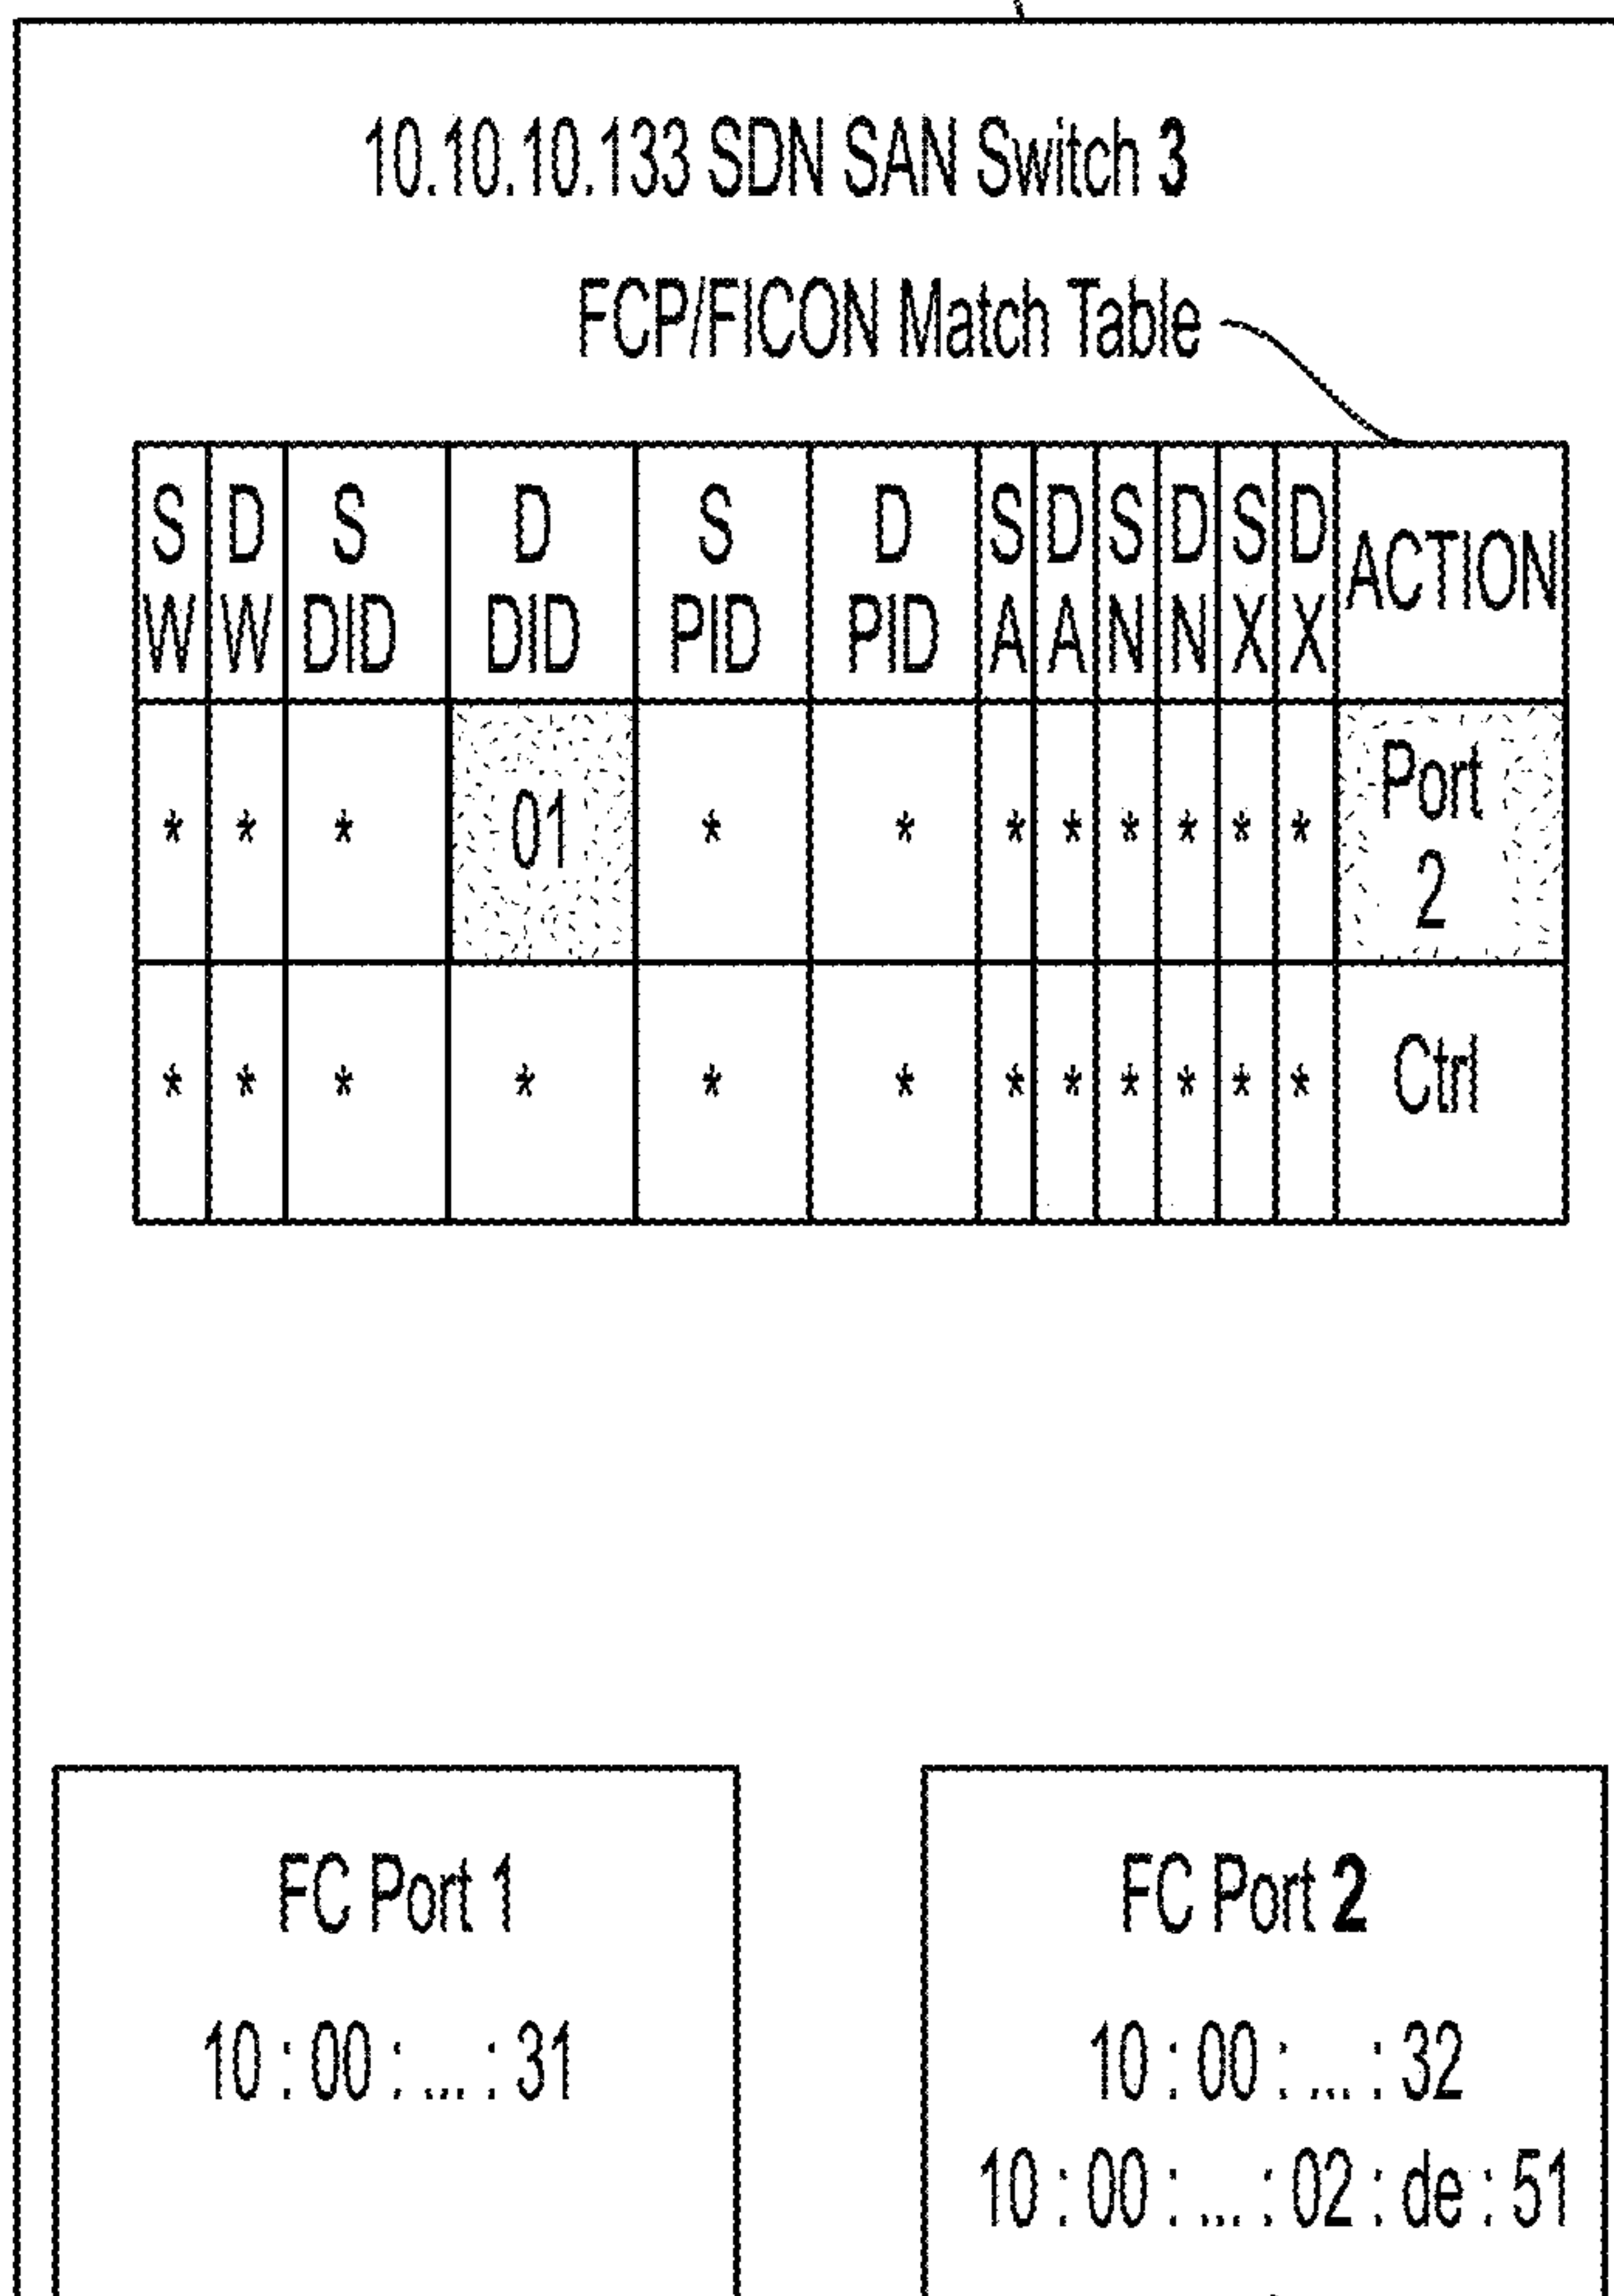 10.10.10.133 SDN SAN Switch 3
FCP/FICON Match Table
S D S D S D S D S D S D ACTION
W W DID DID PID PID A A N N X X
* * * 01 * * * * * * * * Port 2
* * * * * * * * * * * * Ctrl
FC Port 1
10 : 00 : ... : 31
FC Port 2
10 : 00 : ... : 32
10 : 00 : ... : 02 : de : 51